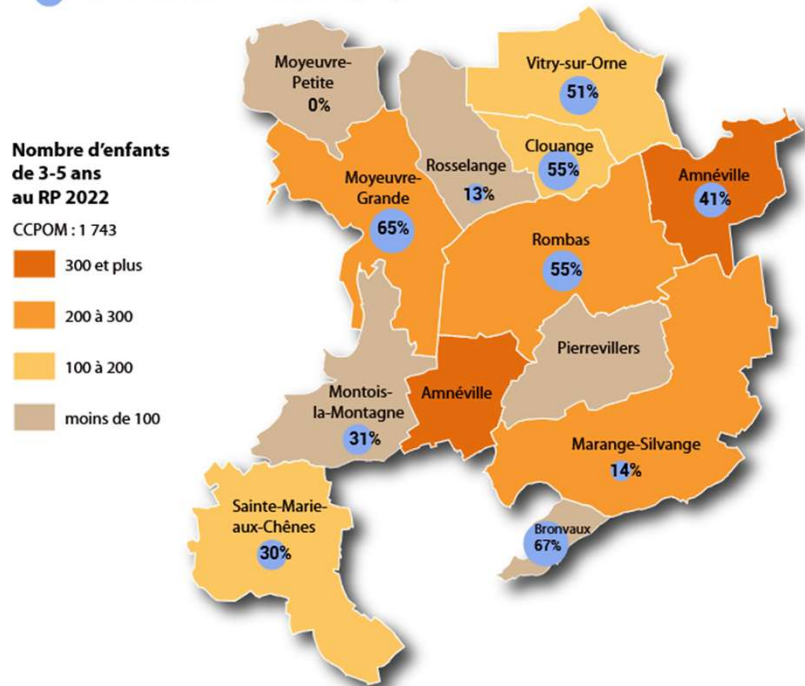 Nombre d'enfants
de 3-5 ans
au RP 2022
CCPOM : 1 743
300 et plus
200 à 300
100 à 200
moins de 100
Moyeuvre-
Petite
0%
Vitry-sur-Orne
51%
Rosselange
13%
Clouange
55%
Amnéville
41%
Moyeuvre-
Grande
65%
Rombas
55%
Pierrevillers
Montois-
la-Montagne
31%
Amnéville
Marange-Silvange
14%
Sainte-Marie-
aux-Chênes
30%
Bronvaux
67%